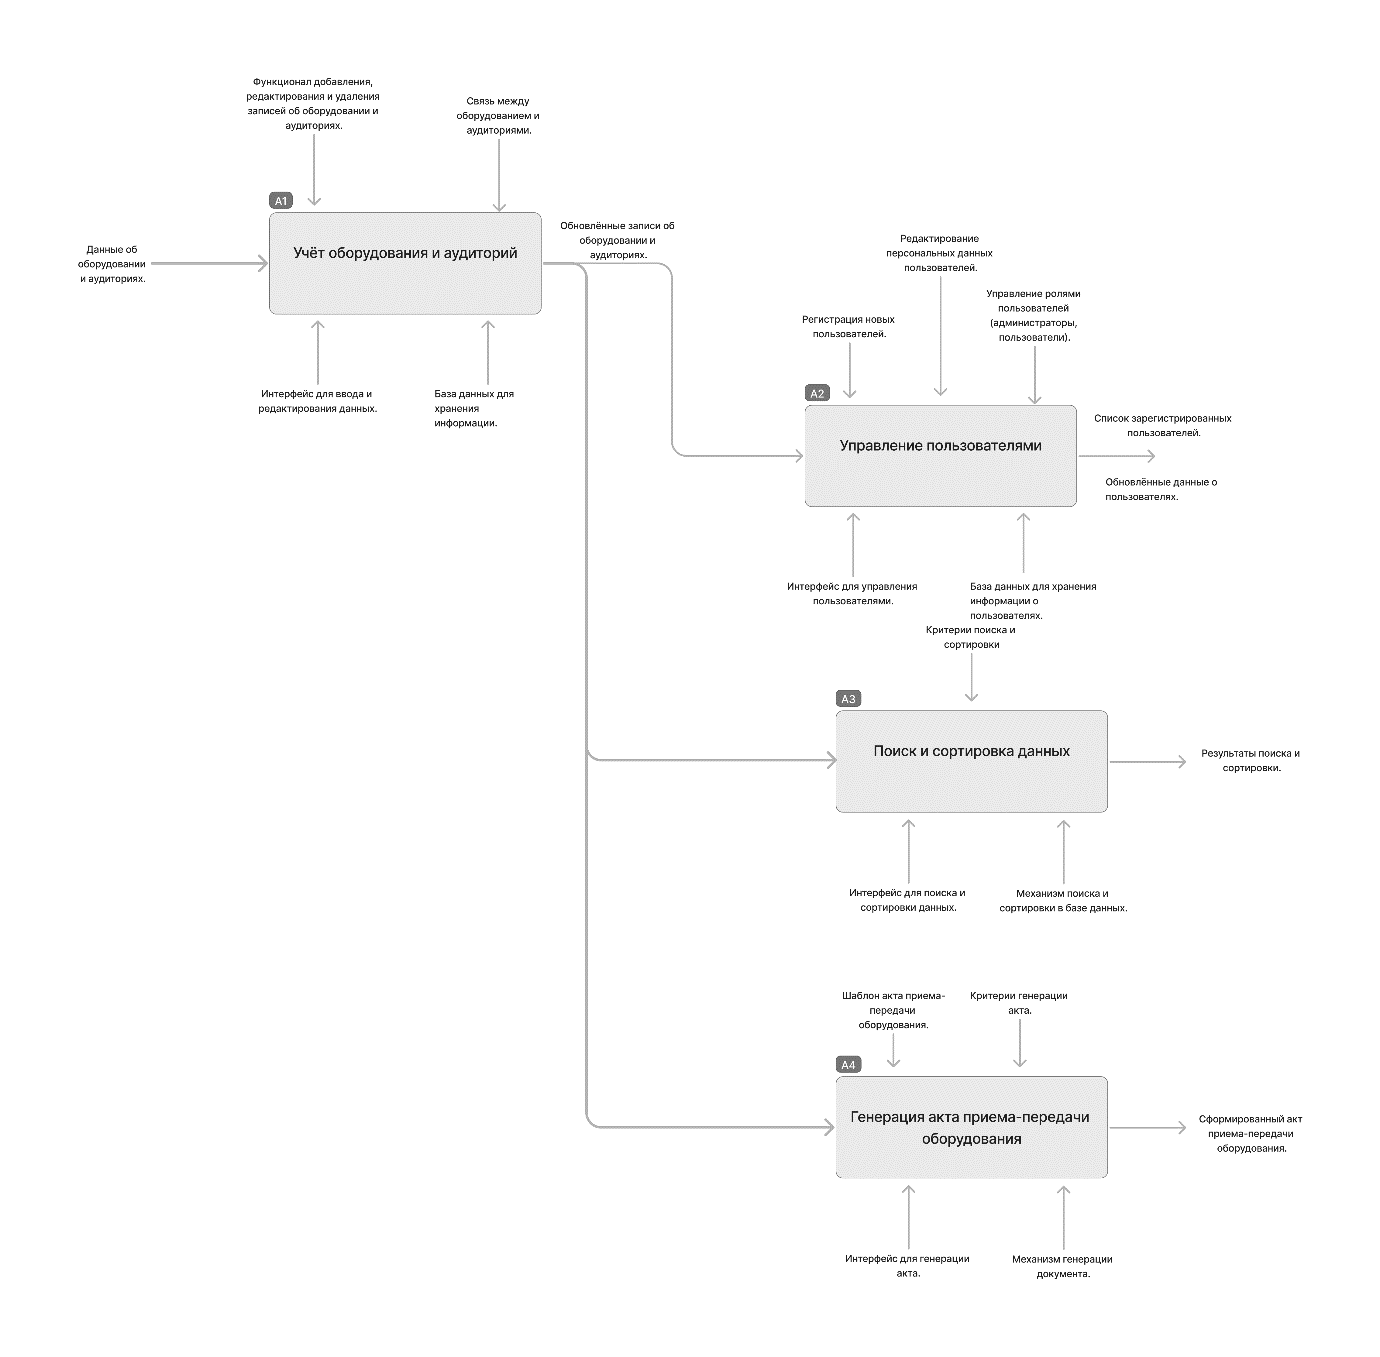 Функционал добавления,
редактирования и удаления
записей об оборудовании и
аудиториях.
Связь между
оборудованием и
аудиториями.
A1
Учёт оборудования и аудиторий
Данные об
оборудовании
и аудиториях.
Обновлённые записи об
оборудовании и
аудиториях.
Интерфейс для ввода и
редактирования данных.
База данных для
хранения
информации.
Редактирование
персональных данных
пользователей.
Управление ролями
пользователей
(администраторы,
пользователи).
Регистрация новых
пользователей.
A2
Управление пользователями
Список зарегистрированных
пользователей.
Обновлённые данные о
пользователях.
Интерфейс для управления
пользователями.
База данных для хранения
информации о
пользователях.
Критерии поиска и
сортировки
A3
Поиск и сортировка данных
Результаты поиска и
сортировки.
Интерфейс для поиска и
сортировки данных.
Механизм поиска и
сортировки в базе данных.
Шаблон акта приема-
передачи
оборудования.
Критерии генерации
акта.
A4
Генерация акта приема-передачи
оборудования
Сформированный акт
приема-передачи
оборудования.
Интерфейс для генерации
акта.
Механизм генерации
документа.